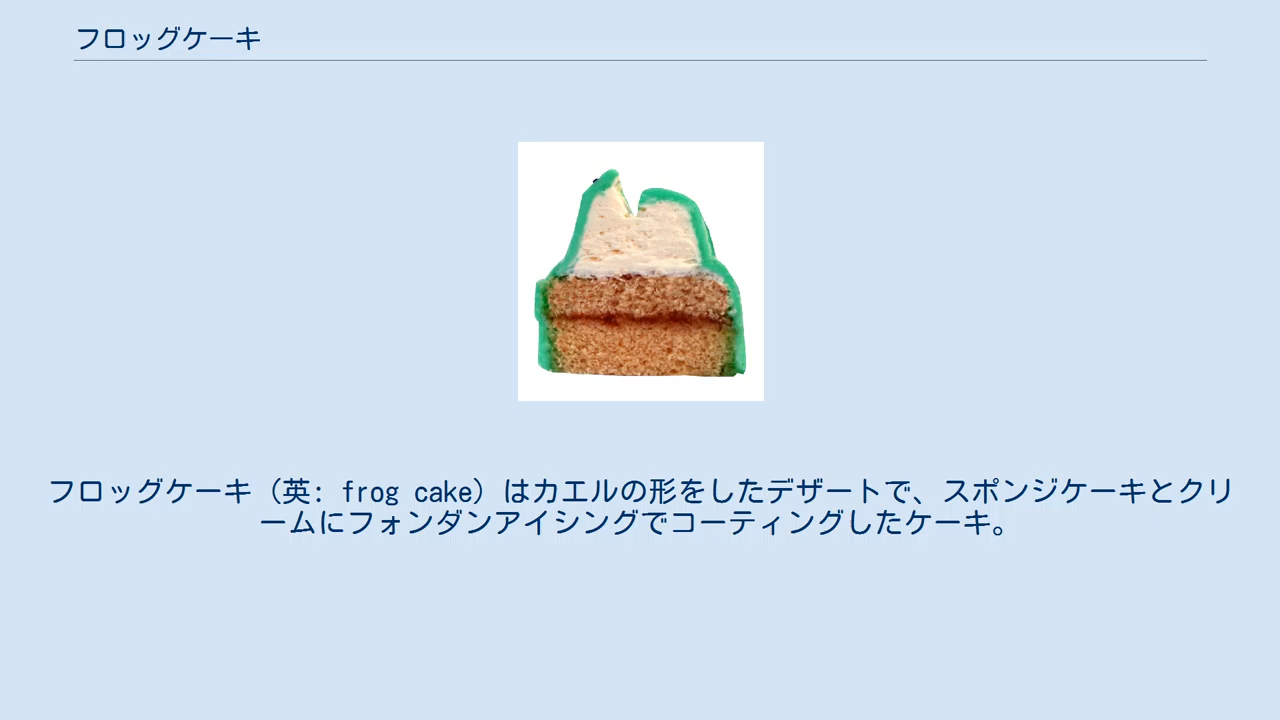 フロッグケーキ
フロッグケーキ（英: frog cake）はカエルの形をしたデザートで、スポンジケーキとクリ
ームにフォンダンアイシングでコーティングしたケーキ。